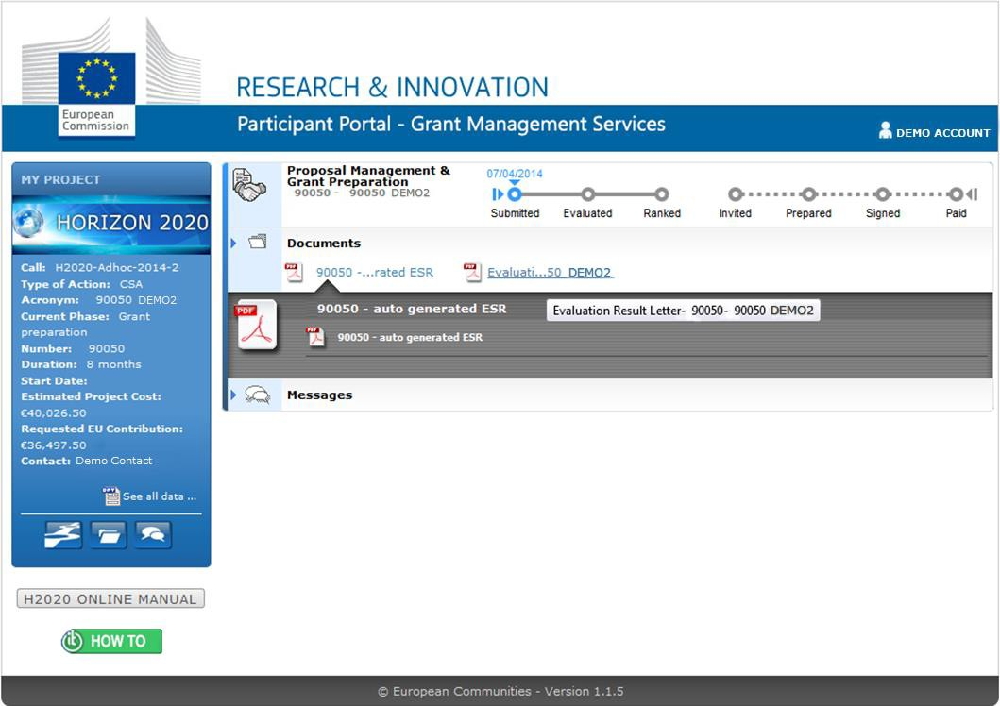 RESEARCH & INNOVATION
European
Commission
Participant Portal - Grant Management Services
DEMO ACCOUNT
MY PROJECT
HORIZON 2020
Call: H2020-Adhoc-2014-2
Type of Action: CSA
Acronym: 90050 DEMO2
Current Phase: Grant
preparation
Number: 90050
Duration: 8 months
Start Date:
Estimated Project Cost:
€40,026.50
Requested EU Contribution:
€36,497.50
Contact: Demo Contact
See all data ...
H2020 ONLINE MANUAL
it HOW TO
Proposal Management &
Grant Preparation
90050 - 90050 DEMO2
07/04/2014
Submitted Evaluated Ranked Invited Prepared Signed Paid
Documents
PDF 90050 -...rated ESR PDF Evaluati...50_DEMO2
PDF 90050 - auto generated ESR
Evaluation Result Letter- 90050- 90050 DEMO2
PDF 90050 - auto generated ESR
Messages
© European Communities - Version 1.1.5